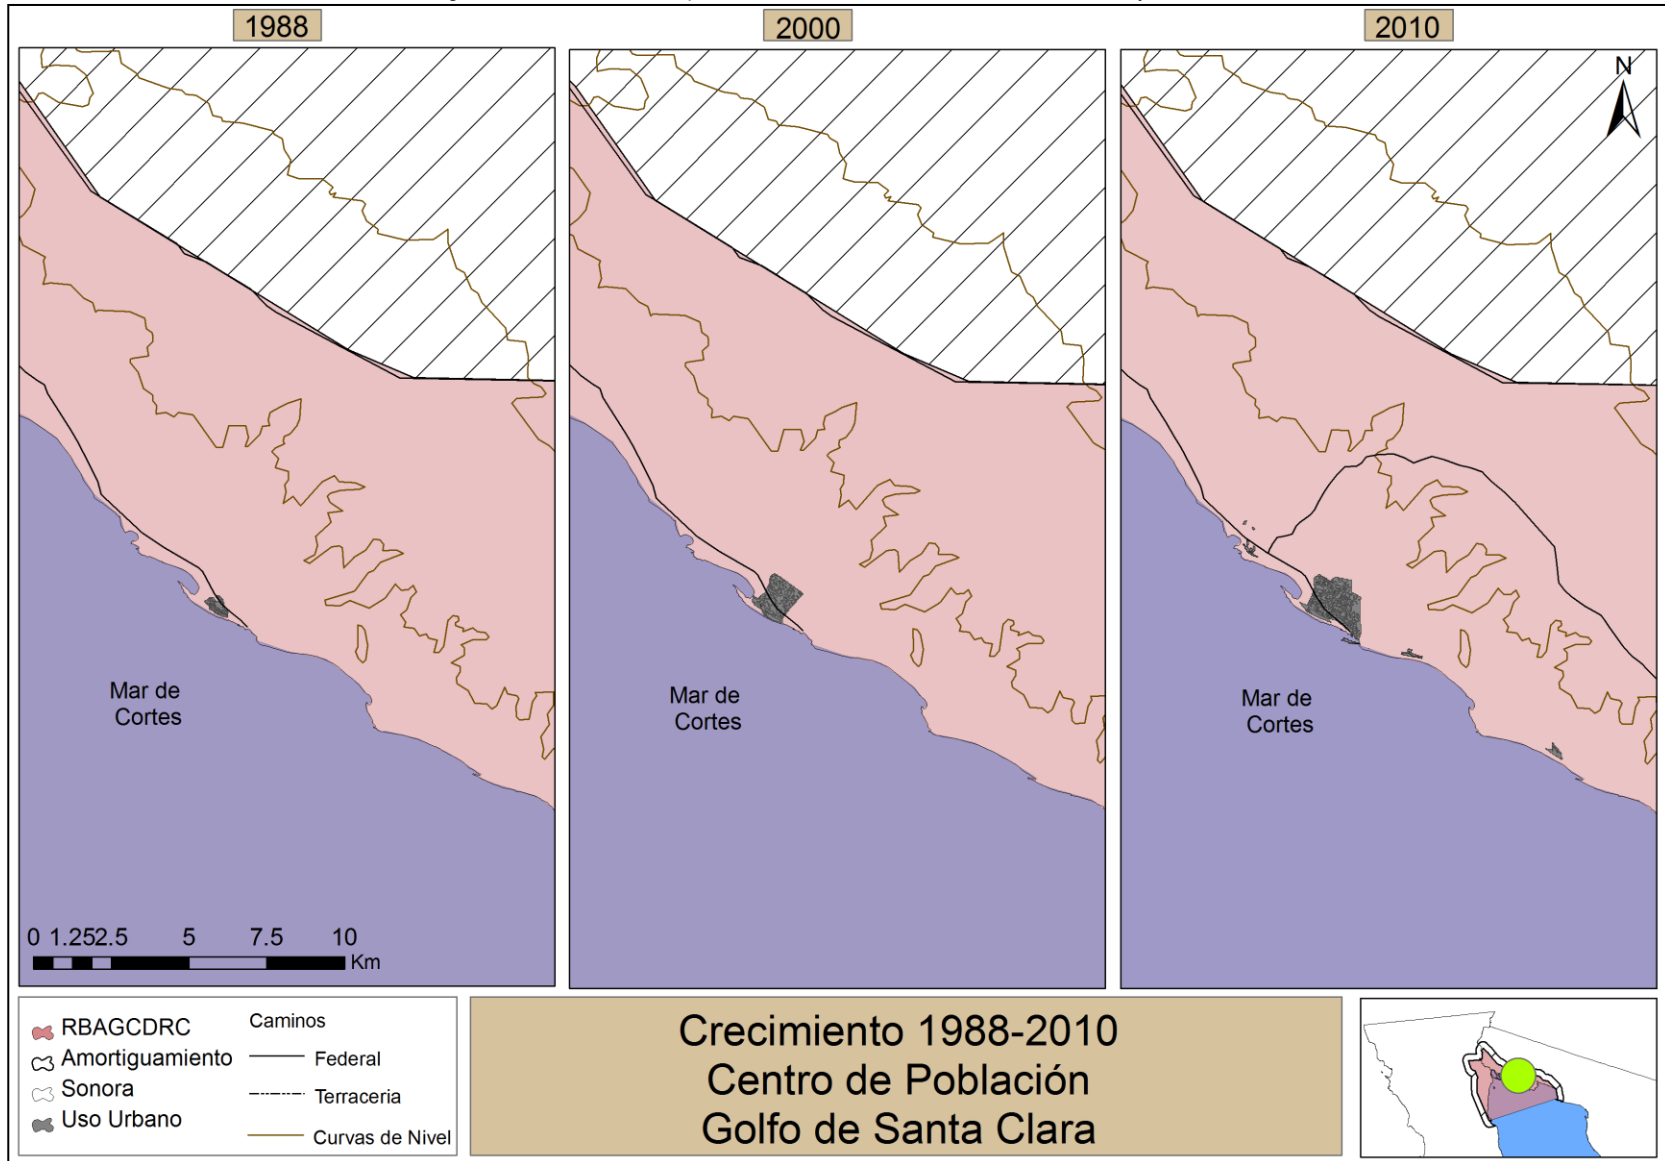 1988
2000
2010
N
Mar de
Cortes
Mar de
Cortes
Mar de
Cortes
0 1.252.5 5 7.5 10
Km
RBAGCDRC
Amortiguamiento
Sonora
Uso Urbano
Caminos
Federal
Terraceria
Curvas de Nivel
Crecimiento 1988-2010
Centro de Población
Golfo de Santa Clara